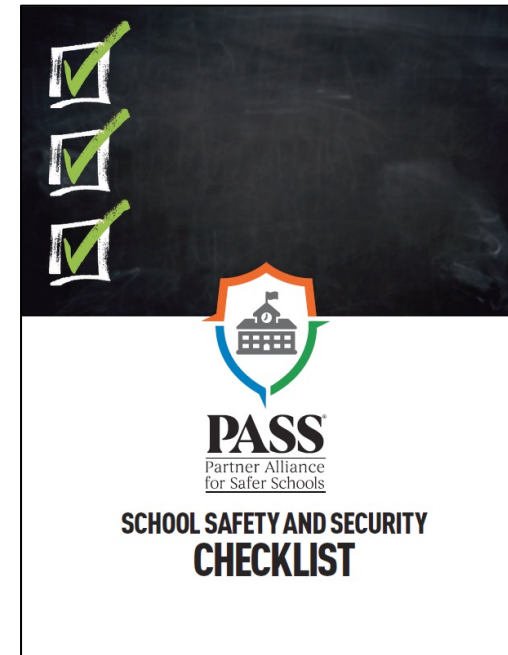 PASS®
Partner Alliance
for Safer Schools
SCHOOL SAFETY AND SECURITY
CHECKLIST